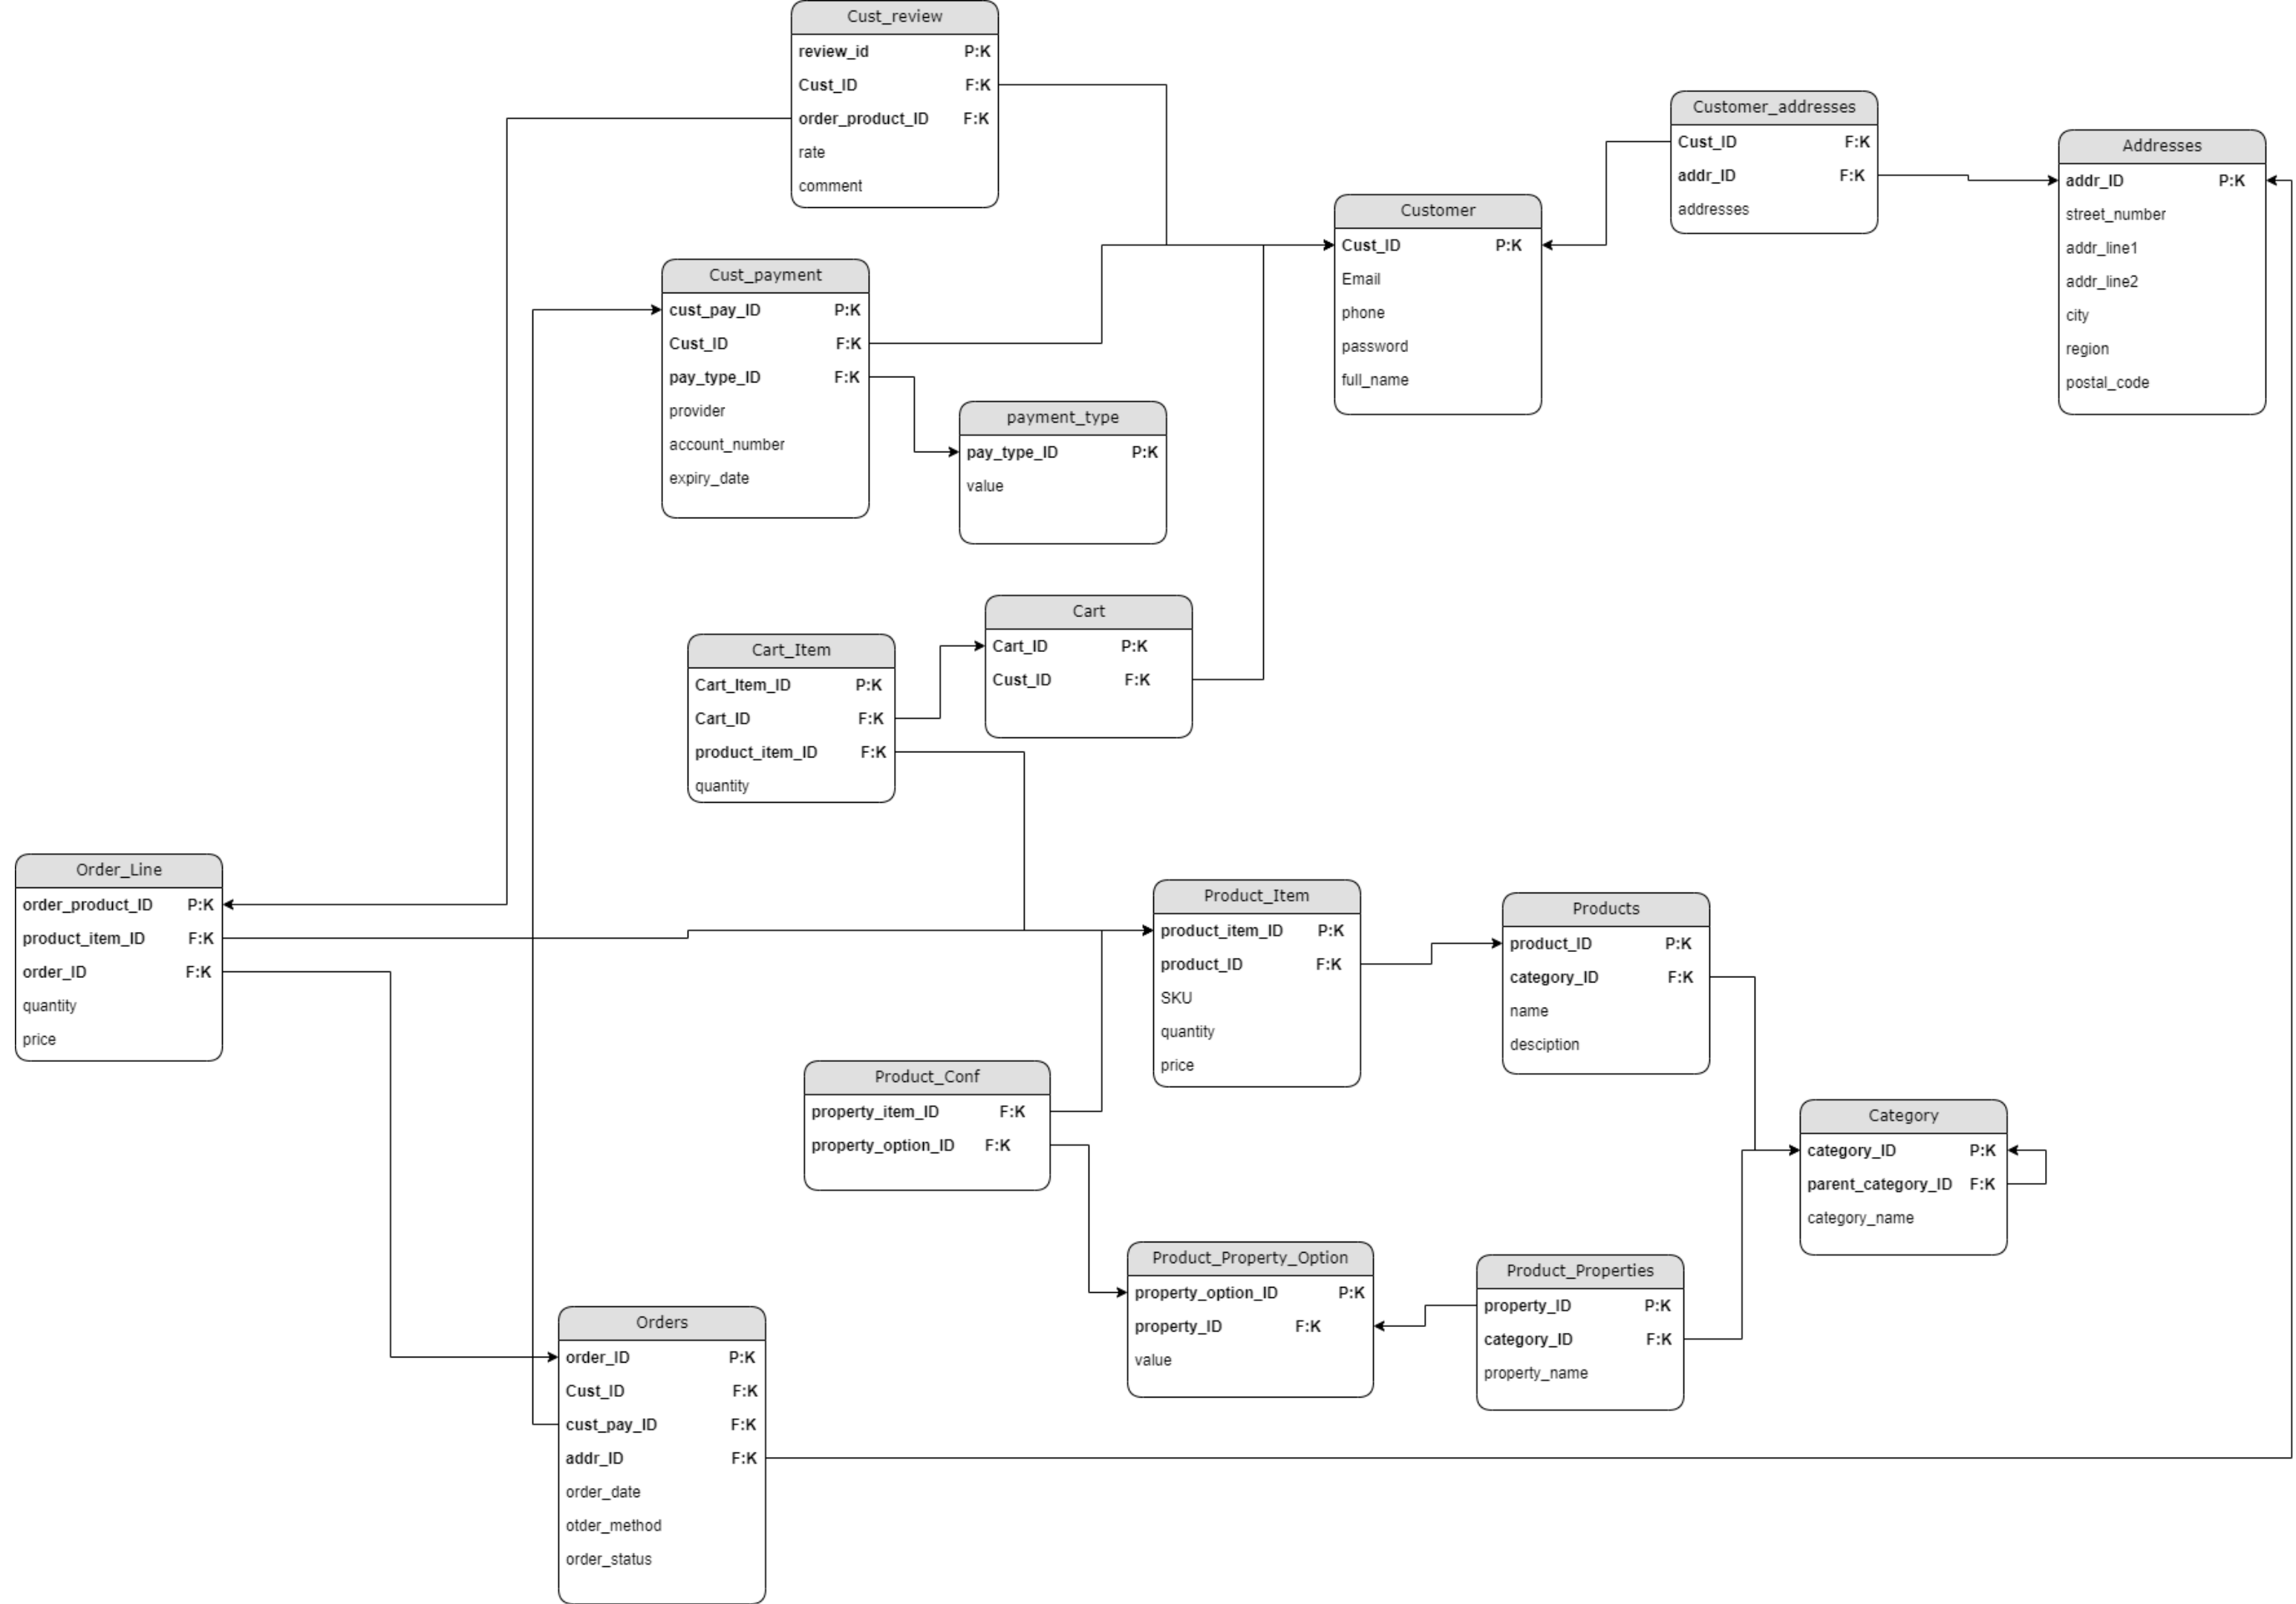 Cust_review
review_id P:K
Cust_ID F:K
order_product_ID F:K
rate
comment
Customer_addresses
Cust_ID F:K
addr_ID F:K
addresses
Addresses
addr_ID P:K
street_number
addr_line1
addr_line2
city
region
postal_code
Customer
Cust_ID P:K
Email
phone
password
full_name
Cust_payment
cust_pay_ID P:K
Cust_ID F:K
pay_type_ID F:K
provider
account_number
expiry_date
payment_type
pay_type_ID P:K
value
Cart
Cart_ID P:K
Cust_ID F:K
Cart_Item
Cart_Item_ID P:K
Cart_ID F:K
product_item_ID F:K
quantity
Order_Line
order_product_ID P:K
product_item_ID F:K
order_ID F:K
quantity
price
Product_Item
product_item_ID P:K
product_ID F:K
SKU
quantity
price
Products
product_ID P:K
category_ID F:K
name
desciption
Product_Conf
property_item_ID F:K
property_option_ID F:K
Category
category_ID P:K
parent_category_ID F:K
category_name
Product_Property_Option
property_option_ID P:K
property_ID F:K
value
Product_Properties
property_ID P:K
category_ID F:K
property_name
Orders
order_ID P:K
Cust_ID F:K
cust_pay_ID F:K
addr_ID F:K
order_date
otder_method
order_status